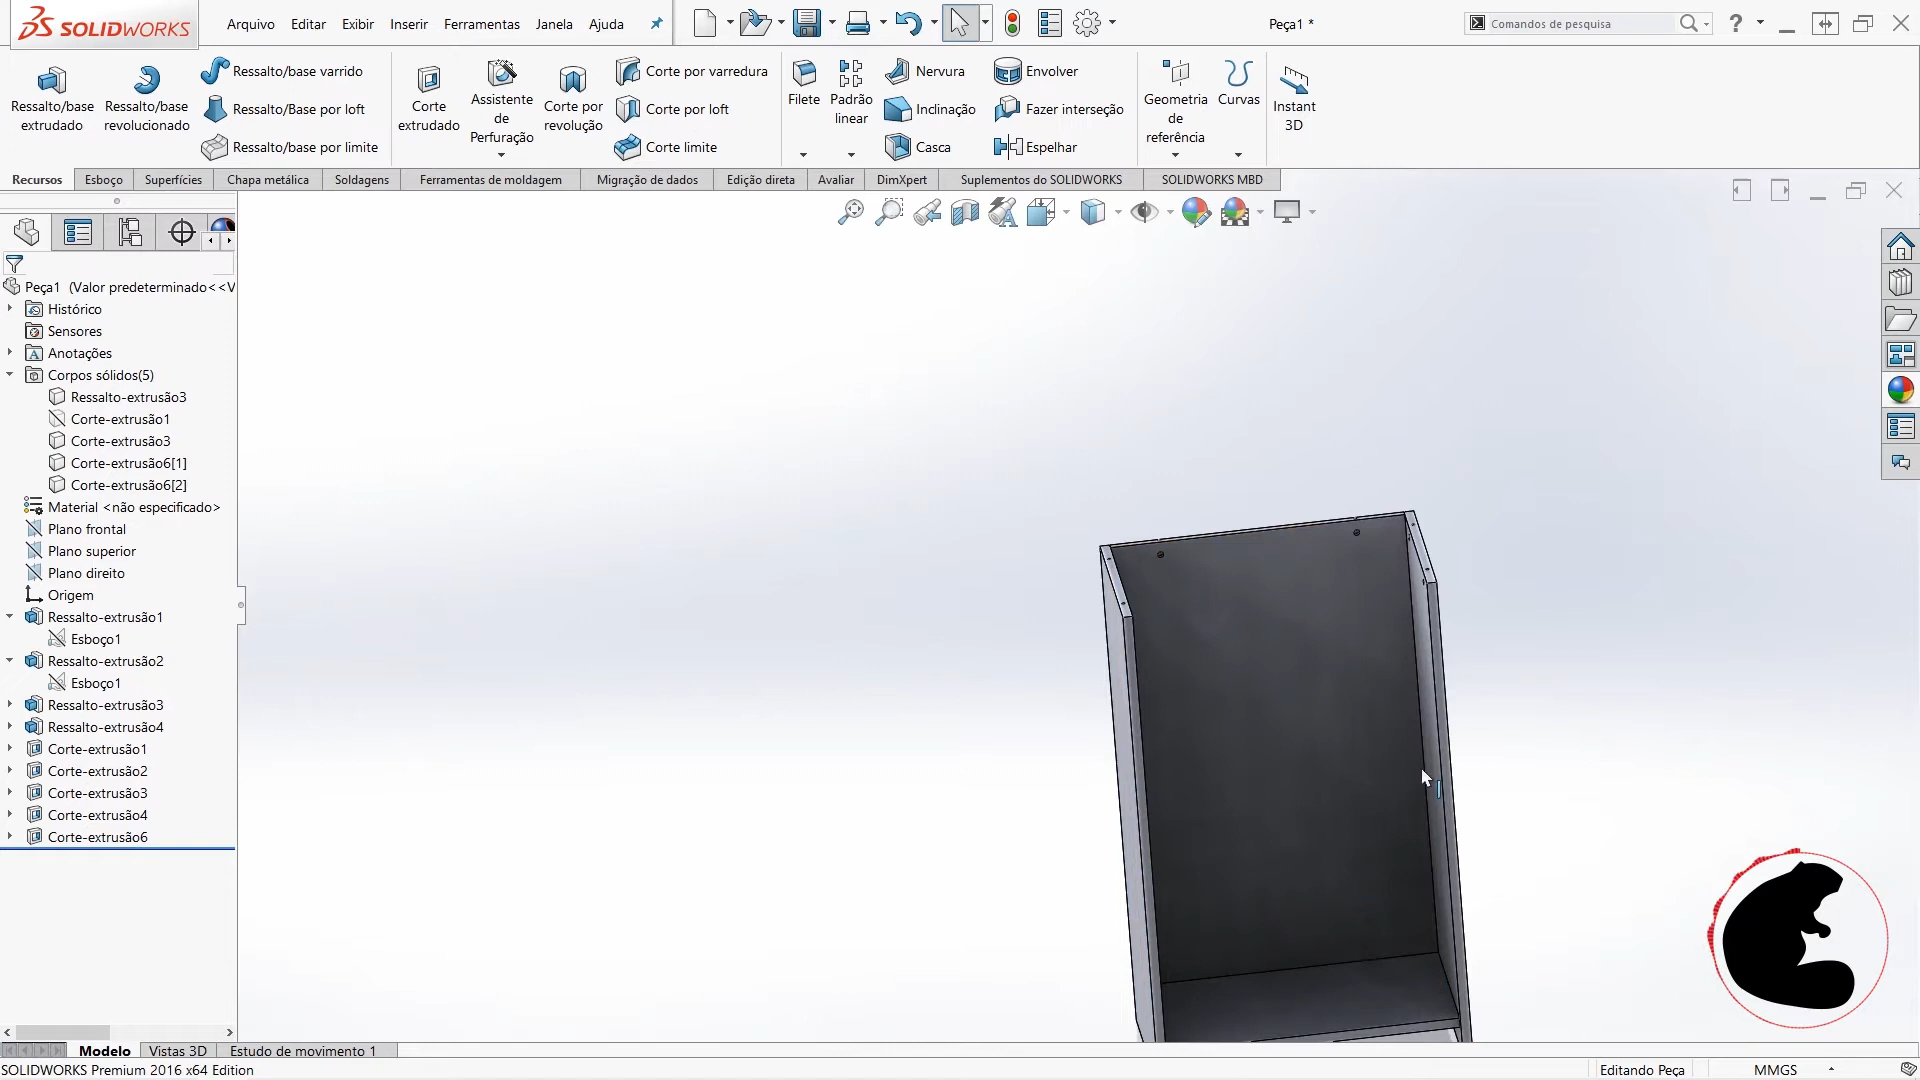 SOLIDWORKS
Arquivo Editar Exibir Inserir Ferramentas Janela Ajuda
Peça1 *
Comandos de pesquisa
?
Ressalto/base extrudado
Ressalto/base revolucionado
Ressalto/base varrido
Ressalto/Base por loft
Ressalto/base por limite
Corte extrudado
Assistente de Perfuração
Corte por revolução
Corte por varredura
Corte por loft
Corte limite
Filete
Padrão linear
Nervura
Inclinação
Casca
Envolver
Fazer interseção
Espelhar
Geometria de referência
Curvas
Instant 3D
Recursos Esboço Superfícies Chapa metálica Soldagens Ferramentas de moldagem Migração de dados Edição direta Avaliar DimXpert Suplementos do SOLIDWORKS SOLIDWORKS MBD
Peça1 (Valor predeterminado<<V
Histórico
Sensores
Anotações
Corpos sólidos(5)
Ressalto-extrusão3
Corte-extrusão1
Corte-extrusão3
Corte-extrusão6[1]
Corte-extrusão6[2]
Material <não especificado>
Plano frontal
Plano superior
Plano direito
Origem
Ressalto-extrusão1
Esboço1
Ressalto-extrusão2
Esboço1
Ressalto-extrusão3
Ressalto-extrusão4
Corte-extrusão1
Corte-extrusão2
Corte-extrusão3
Corte-extrusão4
Corte-extrusão6
Modelo Vistas 3D Estudo de movimento 1
SOLIDWORKS Premium 2016 x64 Edition
Editando Peça
MMGS